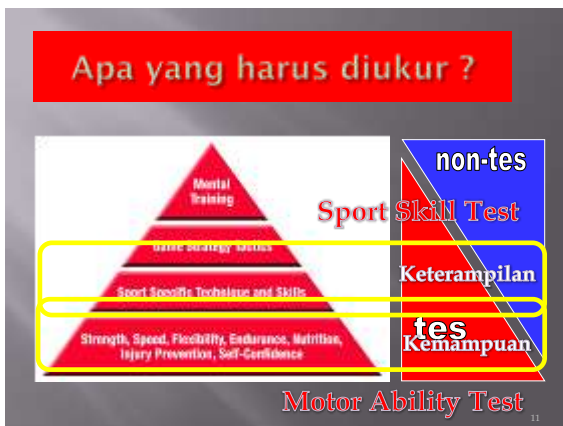 Apa yang harus diukur ?
non-tes
Mental
Training
Sport Skill Test
Game Strategy Tactics
Keterampilan
Sport Specific Technique and Skills
tes
Strength, Speed, Flexibility, Endurance, Nutrition,
Injury Prevention, Self-Confidence
Kemampuan
Motor Ability Test
11